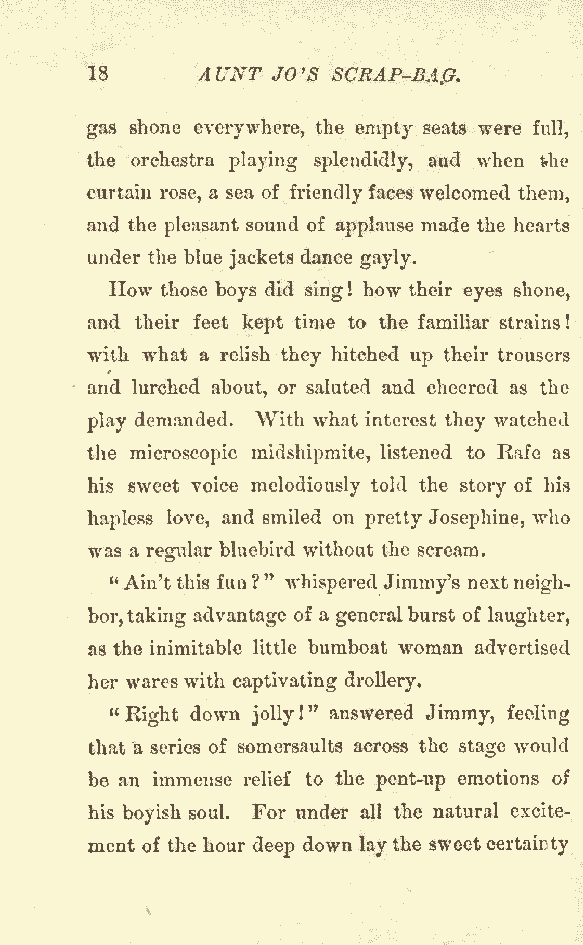 18 AUNT JO'S SCRAP-BAG.
gas shone everywhere, the empty seats were full,
the orchestra playing splendidly, and when the
curtain rose, a sea of friendly faces welcomed them,
and the pleasant sound of applause made the hearts
under the blue jackets dance gayly.
How those boys did sing! how their eyes shone,
and their feet kept time to the familiar strains!
with what a relish they hitched up their trousers
and lurched about, or saluted and cheered as the
play demanded. With what interest they watched
the microscopic midshipmite, listened to Rafe as
his sweet voice melodiously told the story of his
hapless love, and smiled on pretty Josephine, who
was a regular bluebird without the scream.
"Ain't this fun?" whispered Jimmy's next neigh-
bor, taking advantage of a general burst of laughter,
as the inimitable little bumboat woman advertised
her wares with captivating drollery.
"Right down jolly!" answered Jimmy, feeling
that a series of somersaults across the stage would
be an immense relief to the pent-up emotions of
his boyish soul. For under all the natural excite-
ment of the hour deep down lay the sweet certainty